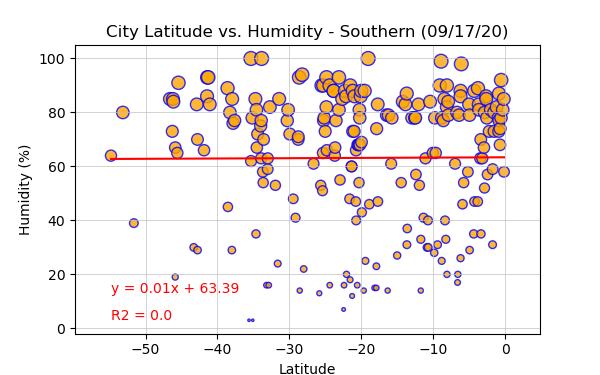 City Latitude vs. Humidity - Southern (09/17/20)
Humidity (%)
100
80
60
40
20
0
y = 0.01x + 63.39
R2 = 0.0
−50 −40 −30 −20 −10 0
Latitude